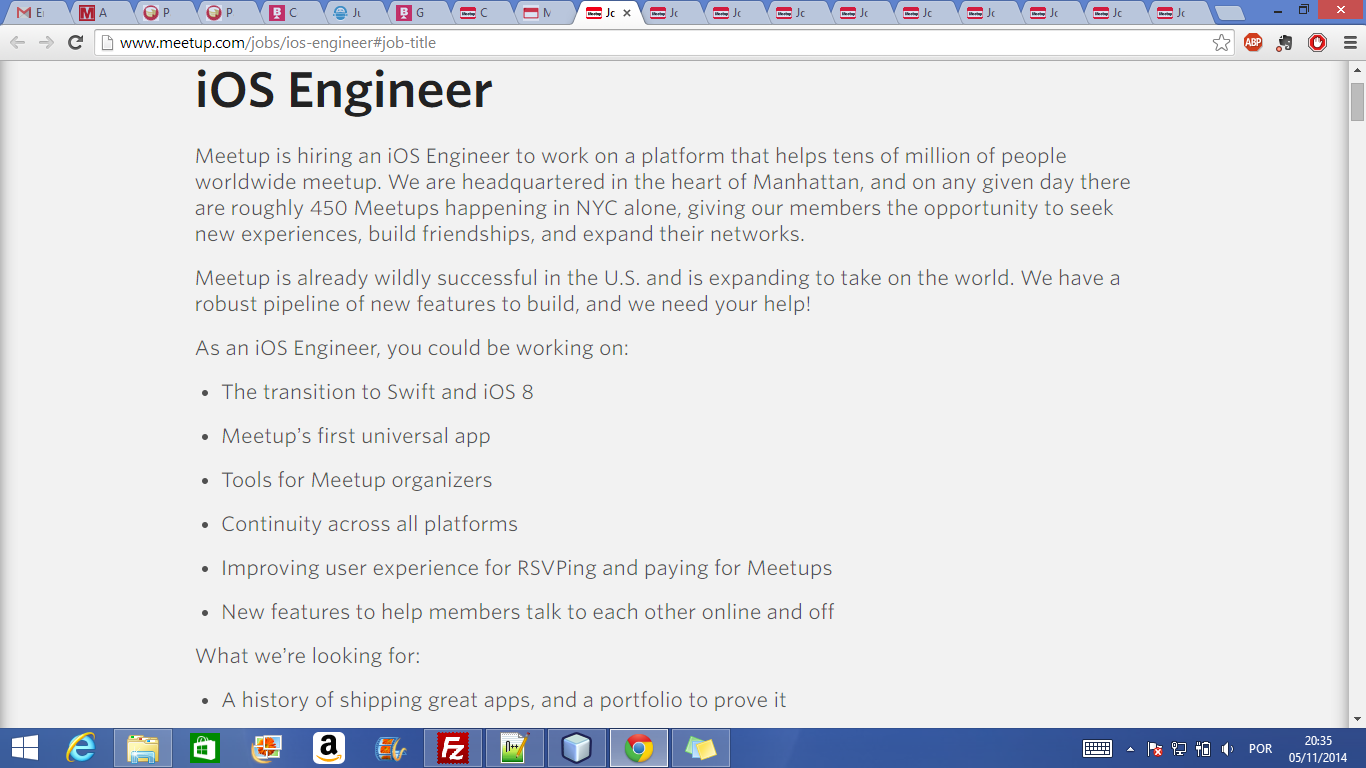 E
A
P
P
C
Ju
G
C
M
Jc
Jc
Jc
Jc
Jc
Jc
Jc
Jc
Jc
Jc
www.meetup.com/jobs/ios-engineer#job-title
ABP
iOS Engineer
Meetup is hiring an iOS Engineer to work on a platform that helps tens of million of people
worldwide meetup. We are headquartered in the heart of Manhattan, and on any given day there
are roughly 450 Meetups happening in NYC alone, giving our members the opportunity to seek
new experiences, build friendships, and expand their networks.
Meetup is already wildly successful in the U.S. and is expanding to take on the world. We have a
robust pipeline of new features to build, and we need your help!
As an iOS Engineer, you could be working on:
• The transition to Swift and iOS 8
• Meetup’s first universal app
• Tools for Meetup organizers
• Continuity across all platforms
• Improving user experience for RSVPing and paying for Meetups
• New features to help members talk to each other online and off
What we’re looking for:
• A history of shipping great apps, and a portfolio to prove it
POR
20:35
05/11/2014